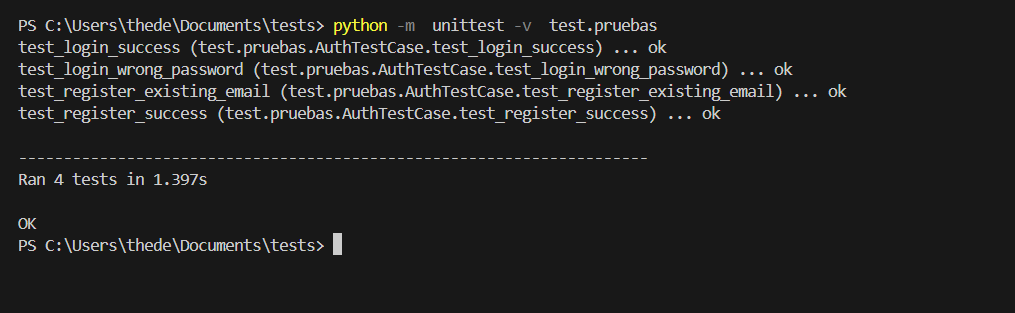 PS C:\Users\thede\Documents\tests> python -m  unittest -v  test.pruebas
test_login_success (test.pruebas.AuthTestCase.test_login_success) ... ok
test_login_wrong_password (test.pruebas.AuthTestCase.test_login_wrong_password) ... ok
test_register_existing_email (test.pruebas.AuthTestCase.test_register_existing_email) ... ok
test_register_success (test.pruebas.AuthTestCase.test_register_success) ... ok
----------------------------------------------------------------------
Ran 4 tests in 1.397s
OK
PS C:\Users\thede\Documents\tests>